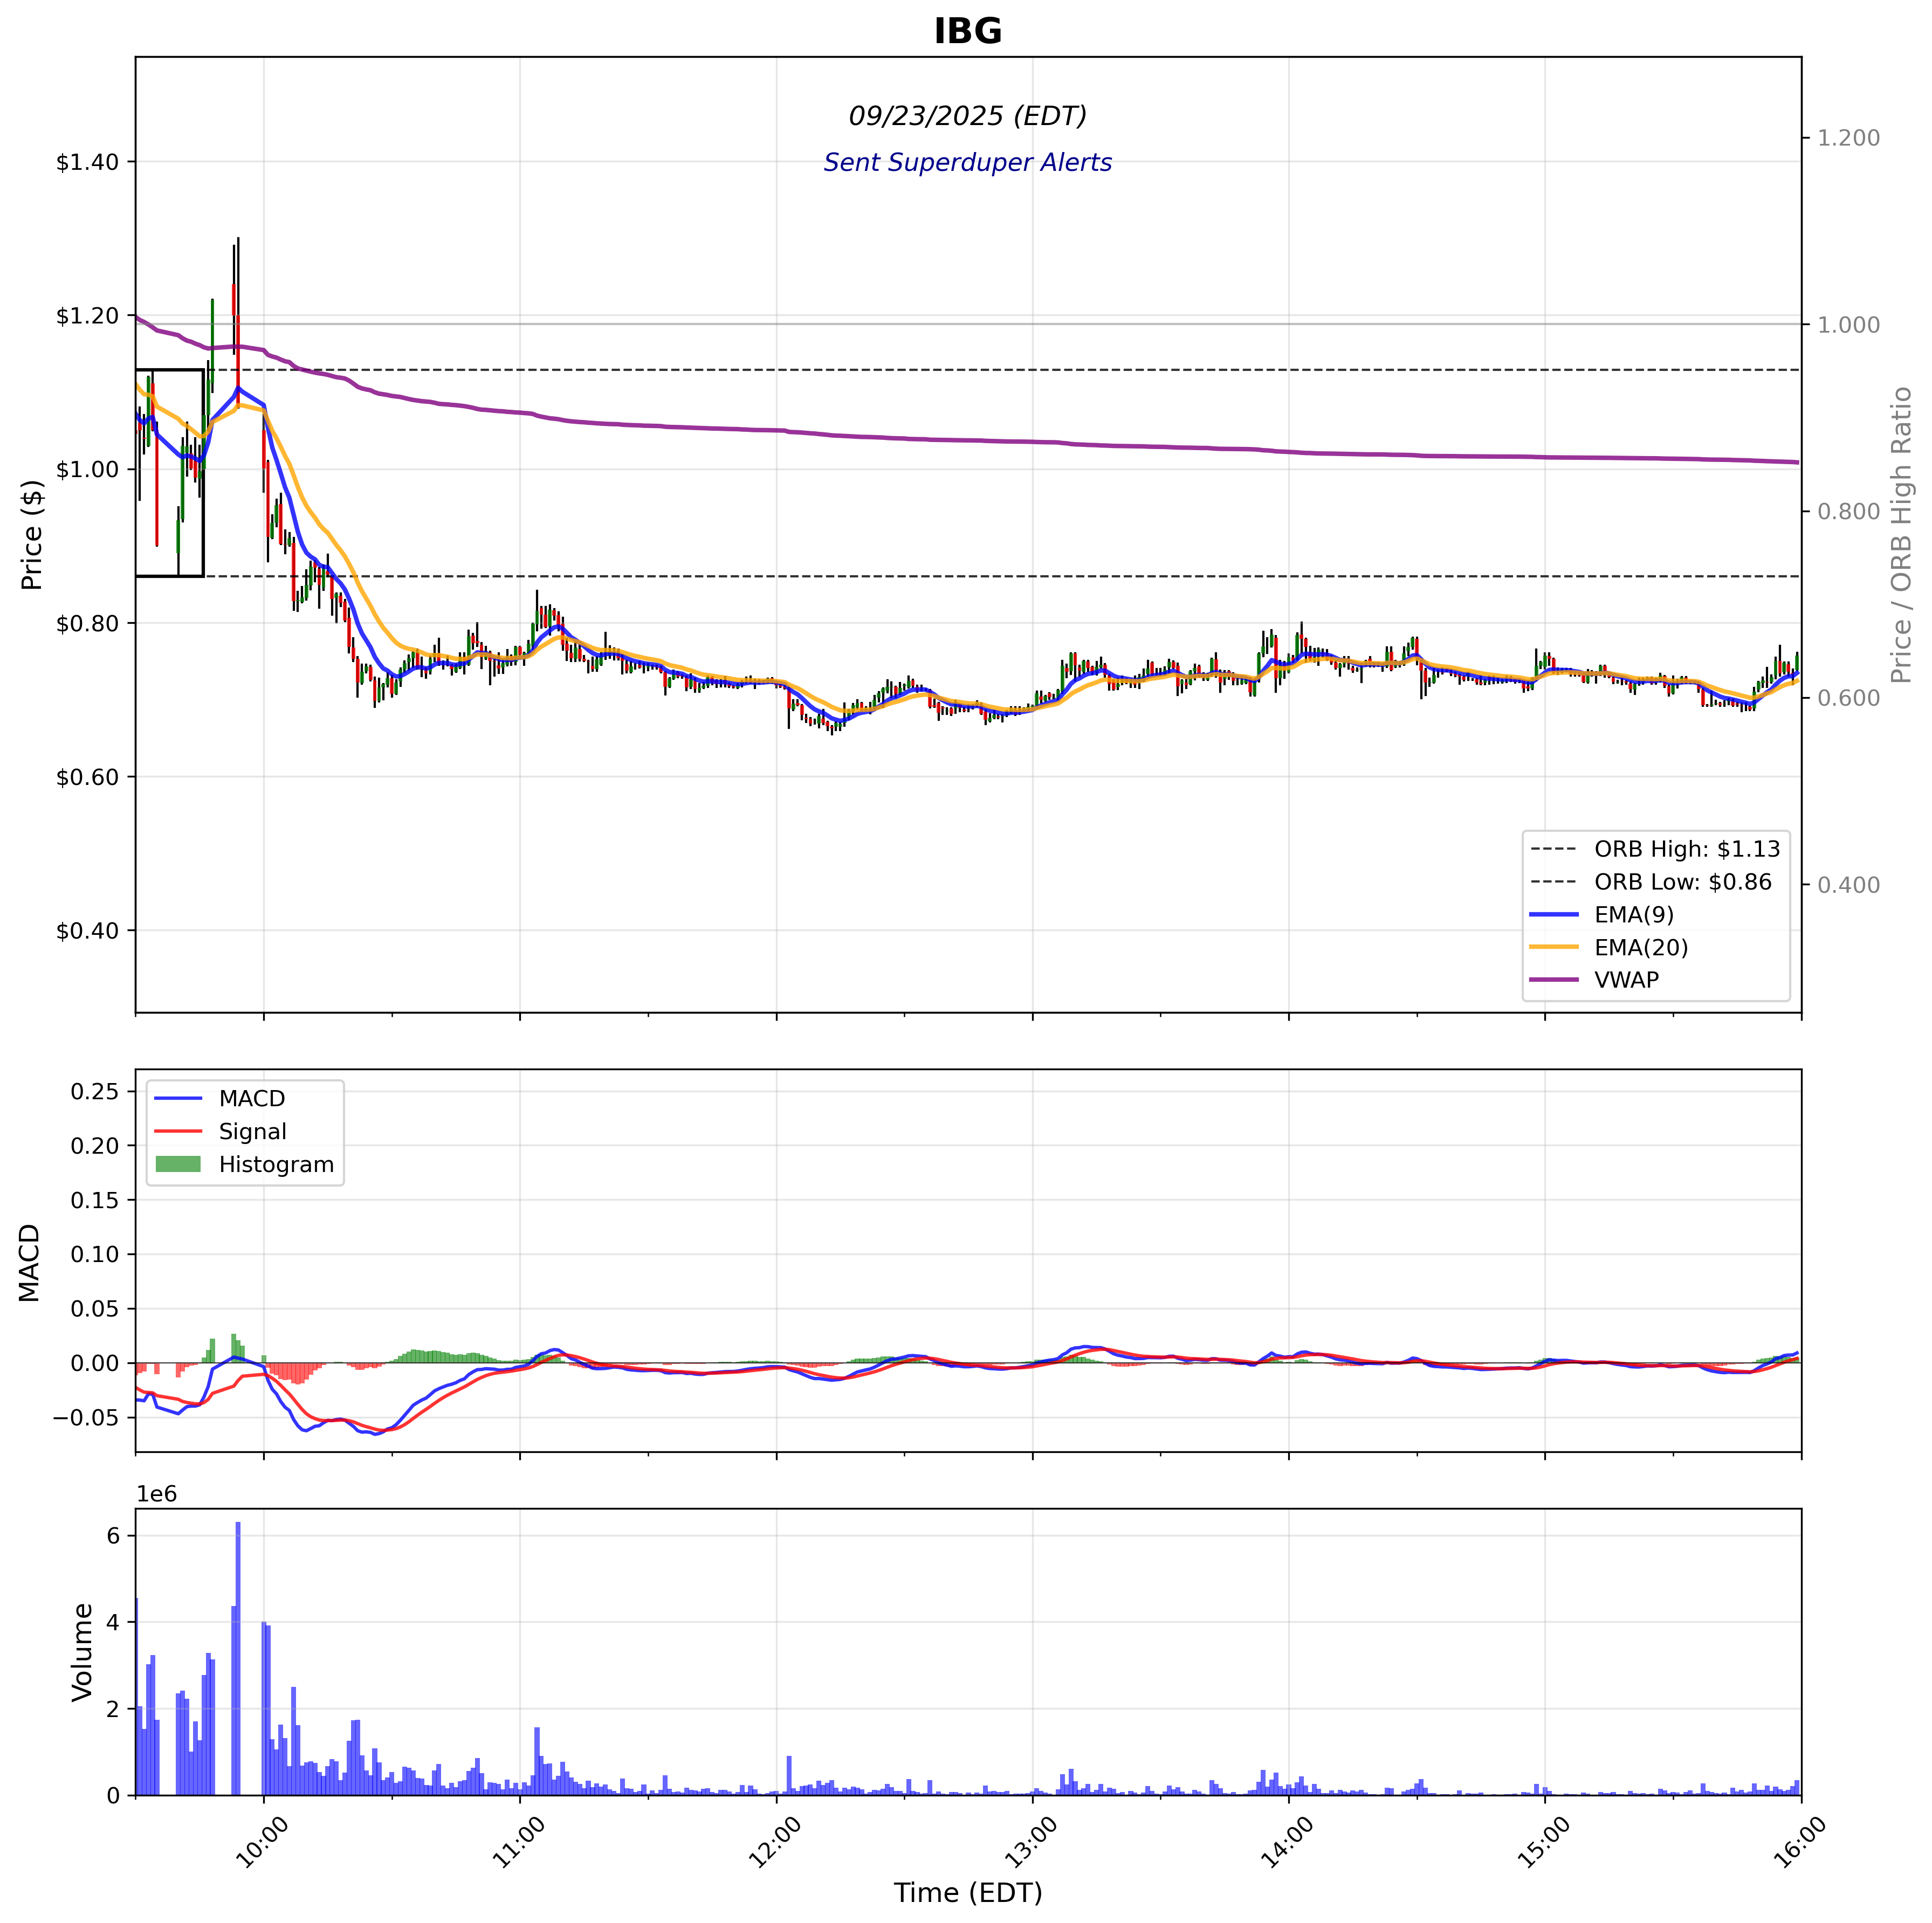 IBG
09/23/2025 (EDT)
Sent Superduper Alerts
Price ($)
$1.40
$1.20
$1.00
$0.80
$0.60
$0.40
1.200
1.000
0.800
0.600
0.400
Price / ORB High Ratio
ORB High: $1.13
ORB Low: $0.86
EMA(9)
EMA(20)
VWAP
MACD
0.25
0.20
0.15
0.10
0.05
0.00
−0.05
MACD
Signal
Histogram
1e6
Volume
6
4
2
0
10:00
11:00
12:00
13:00
14:00
15:00
16:00
Time (EDT)